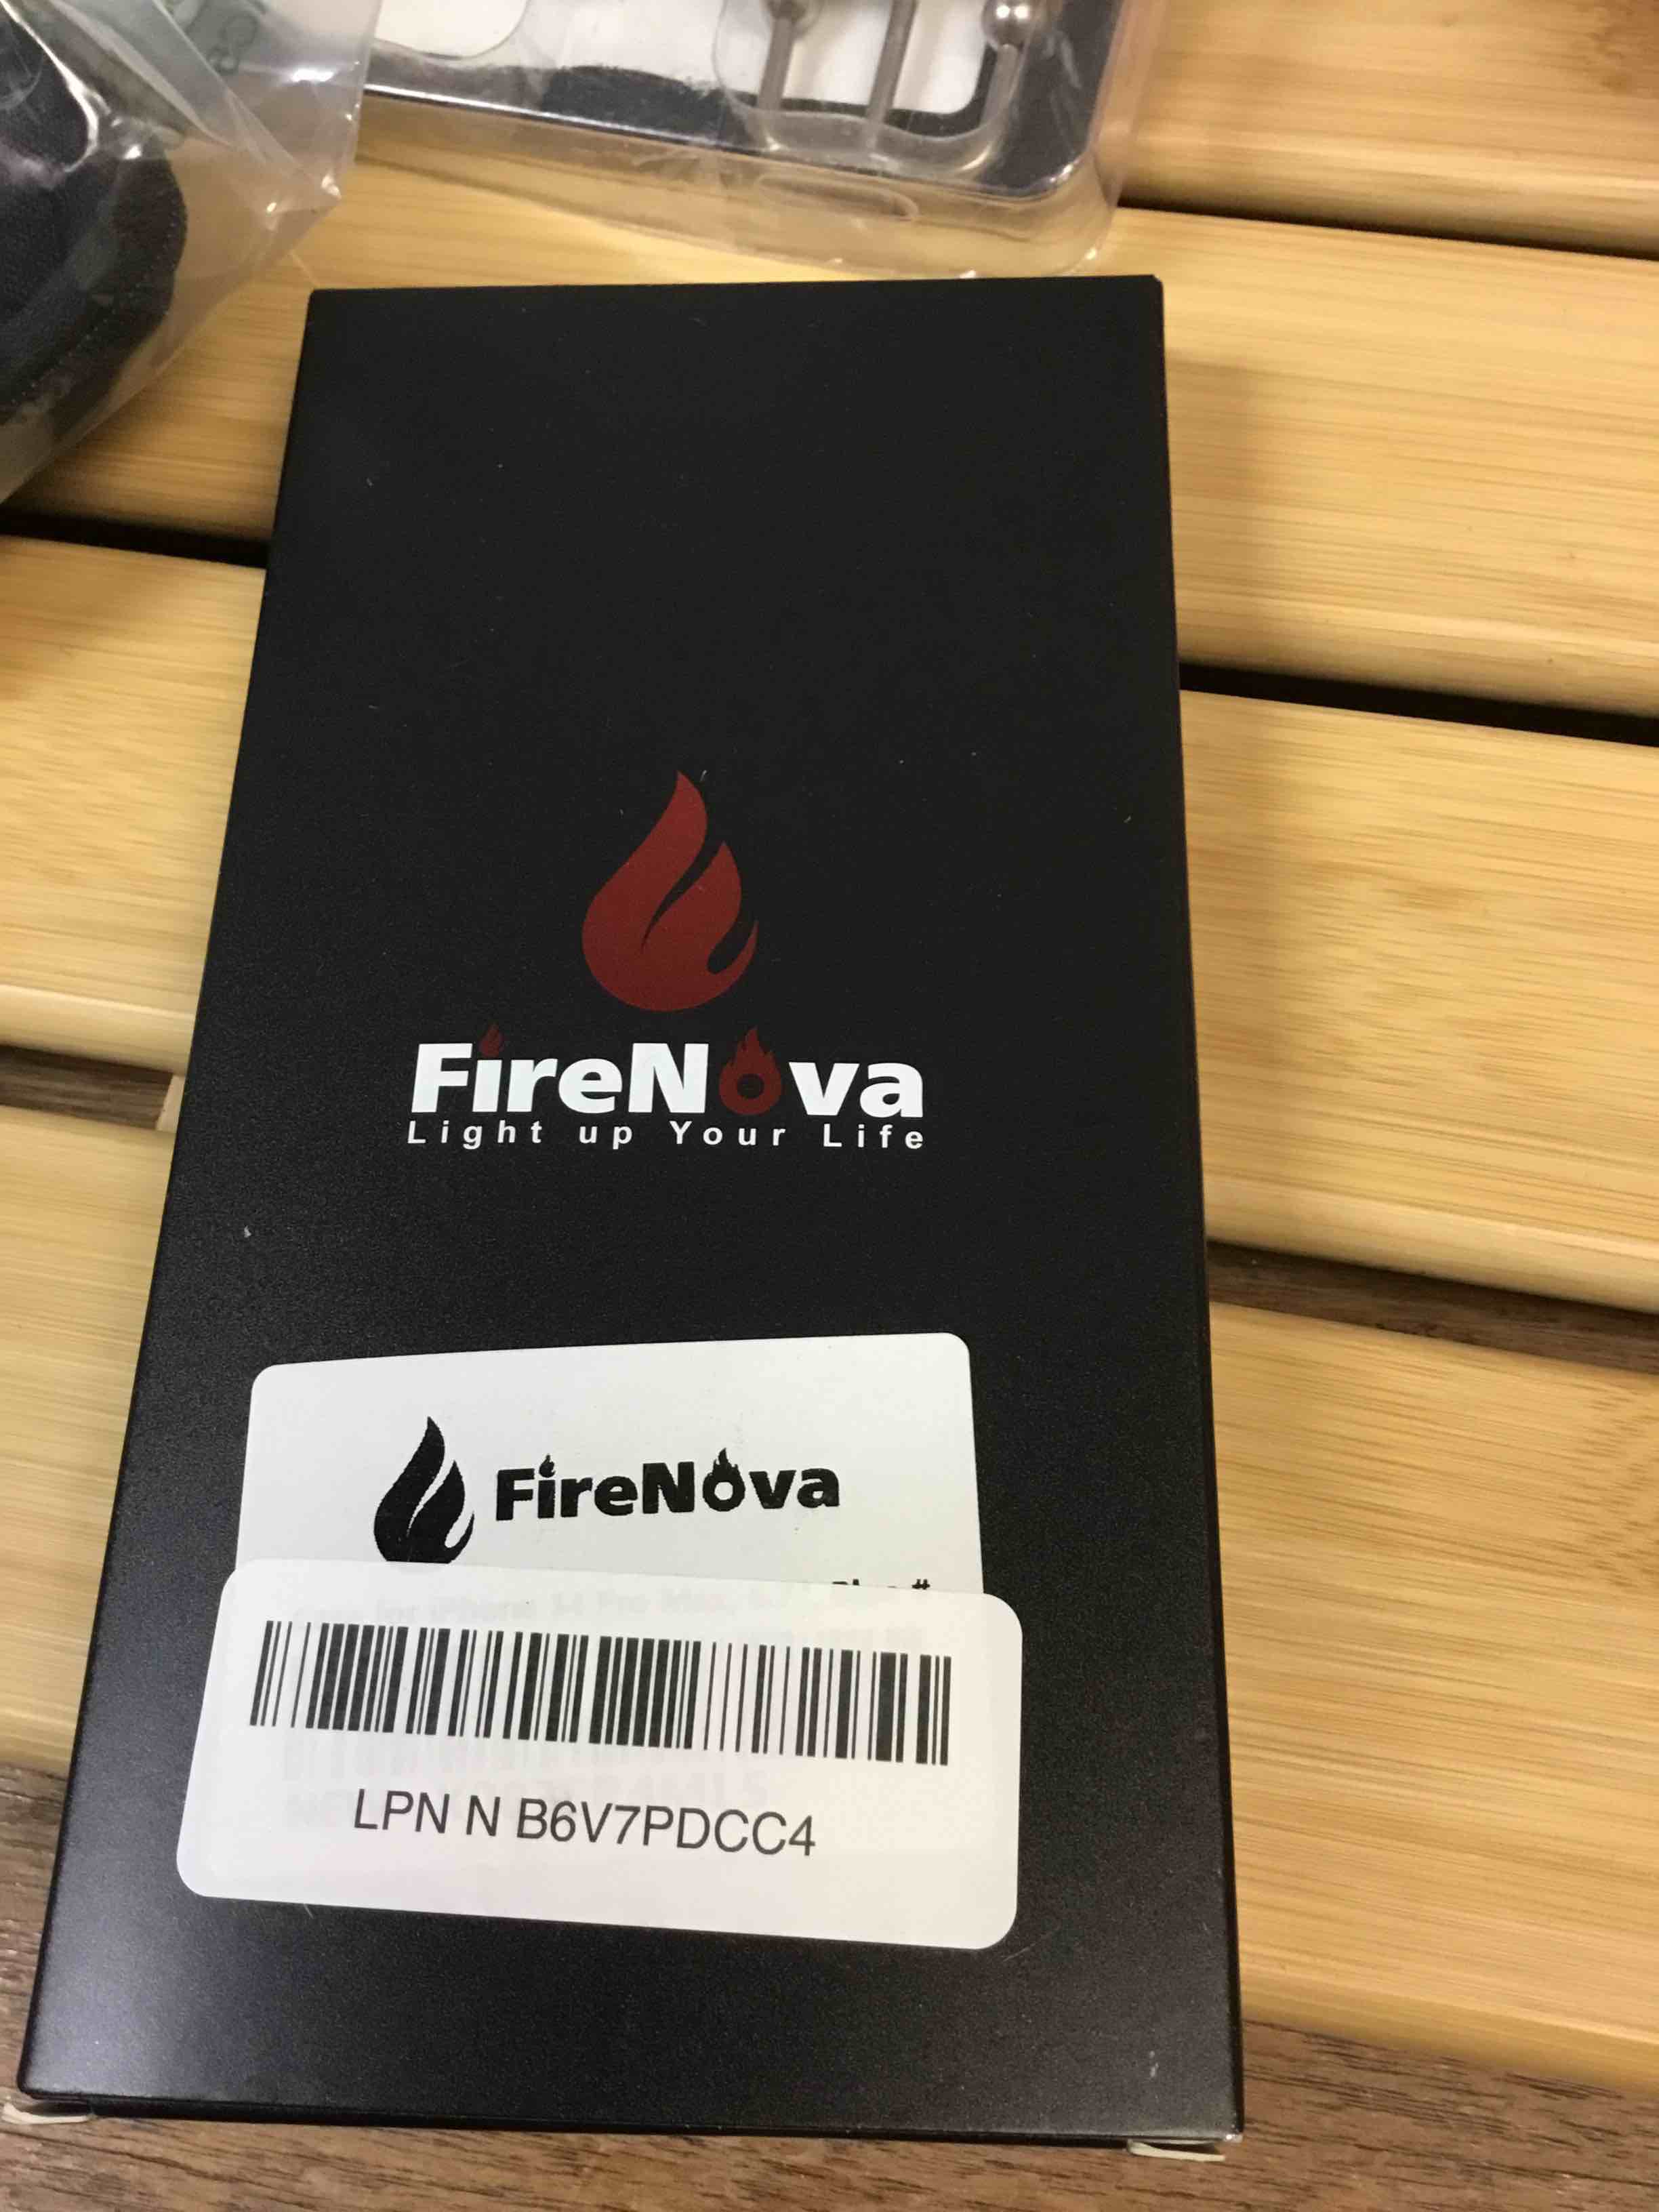 FireNova
Light up Your Life
FireNova
LPN N B6V7PDCC4